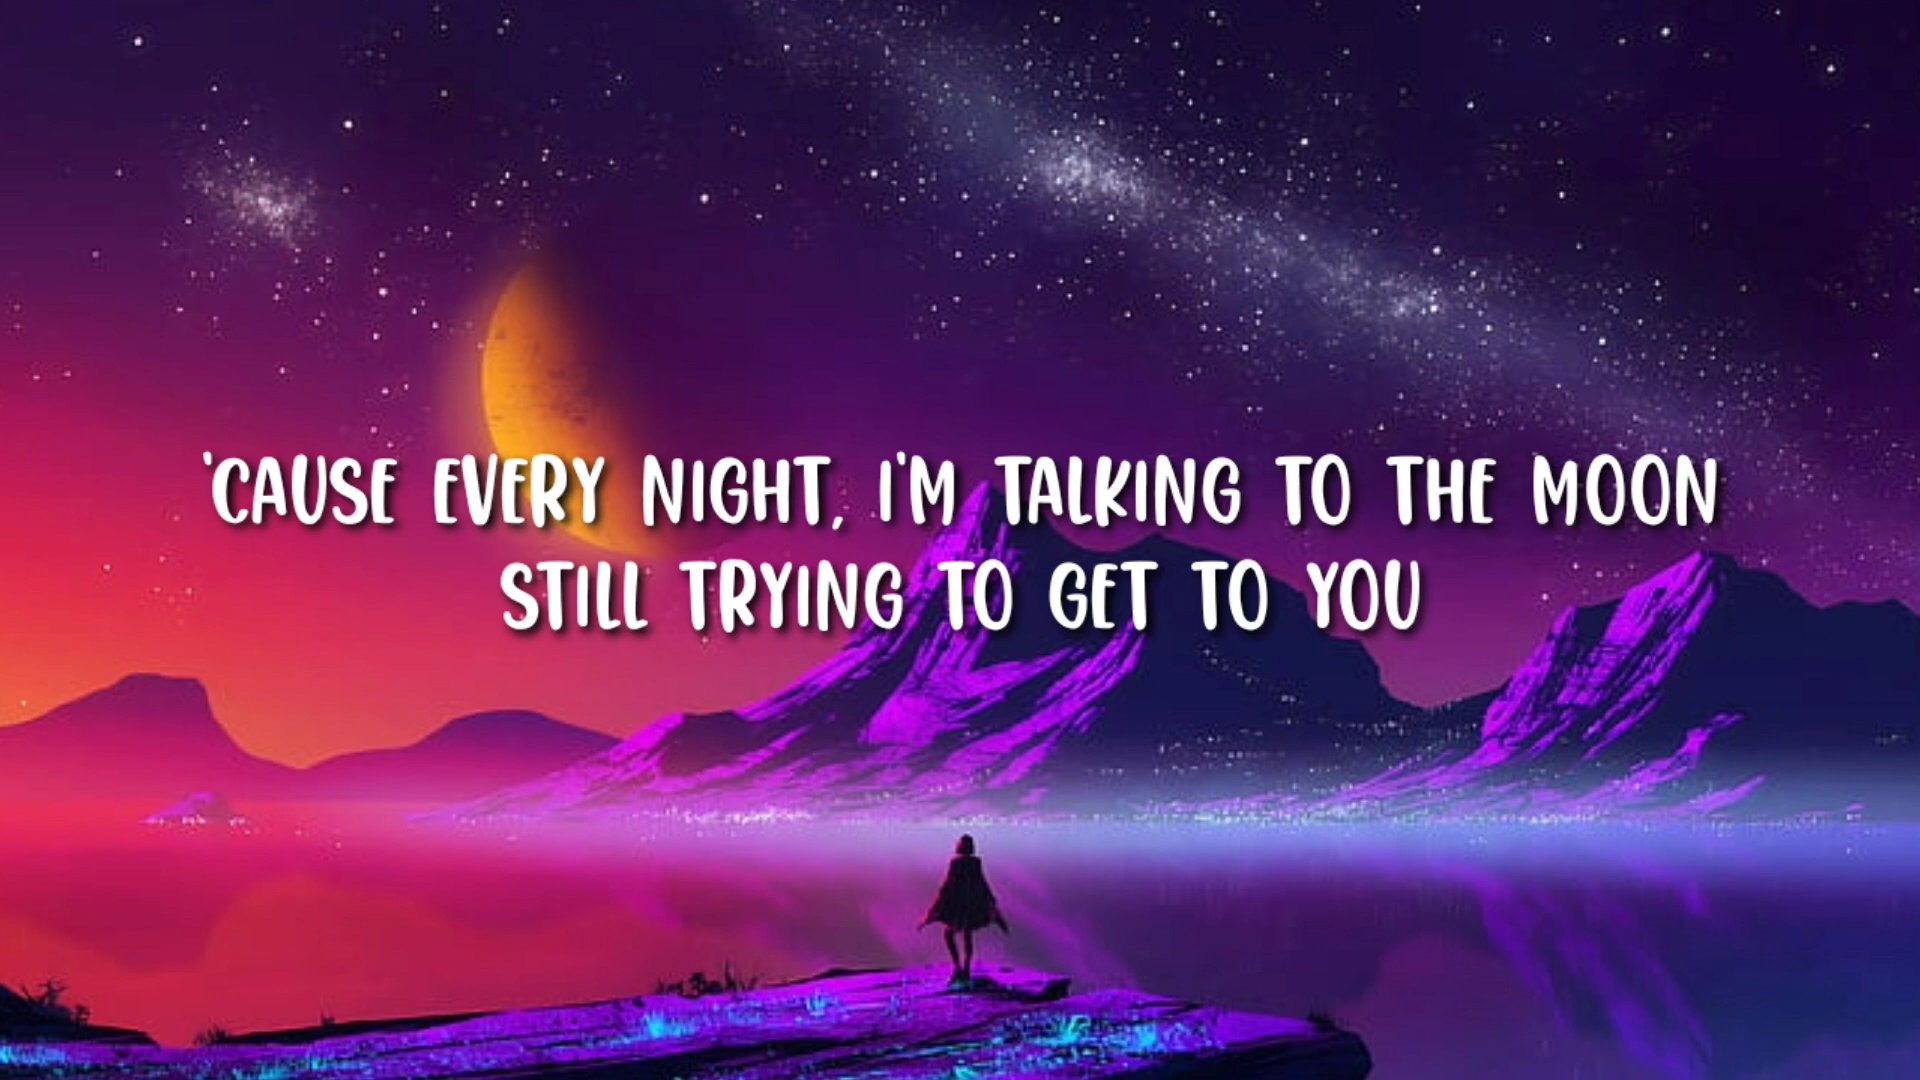 'CAUSE EVERY NIGHT, I'M TALKING TO THE MOON
STILL TRYING TO GET TO YOU